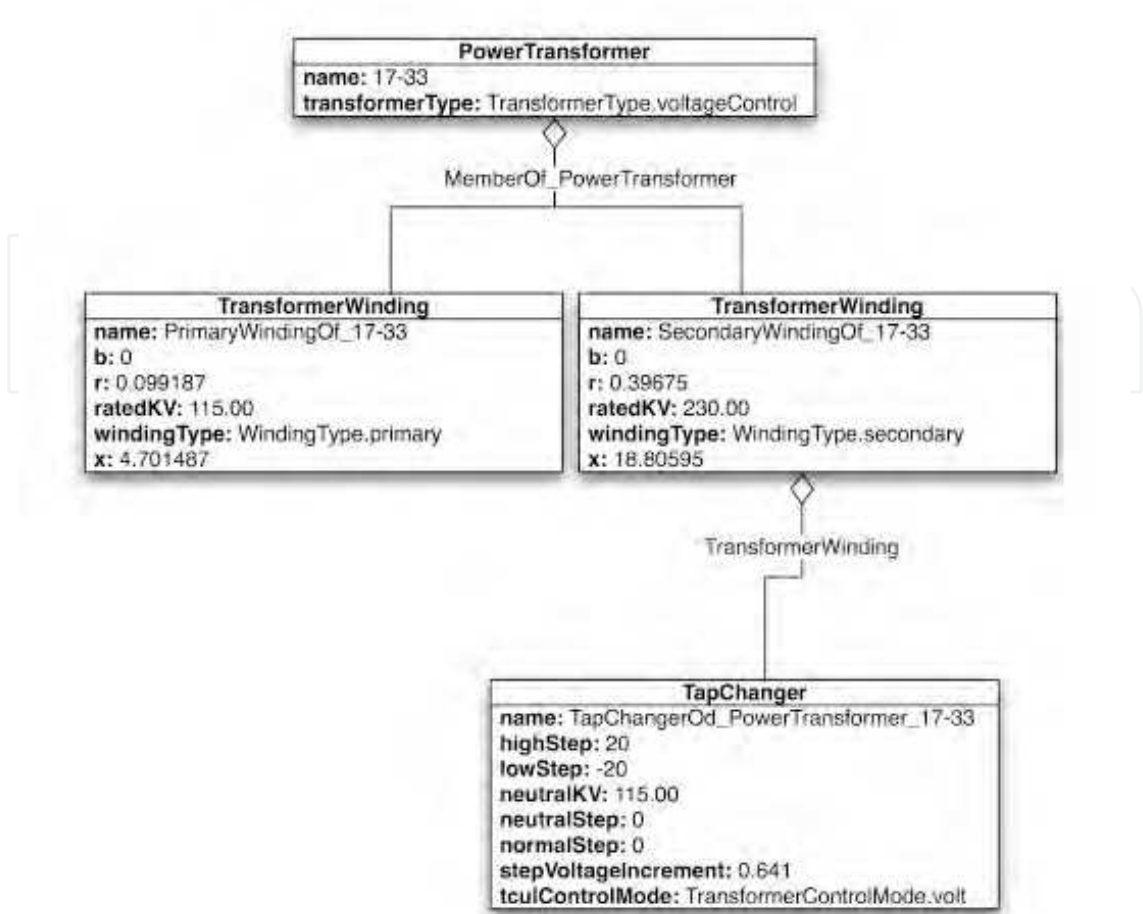 PowerTransformer
name: 17-33
transformerType: TransformerType.voltageControl
MemberOf_PowerTransformer
TransformerWinding
name: PrimaryWindingOf_17-33
b: 0
r: 0.099187
ratedKV: 115.00
windingType: WindingType.primary
x: 4.701487
TransformerWinding
name: SecondaryWindingOf_17-33
b: 0
r: 0.39675
ratedKV: 230.00
windingType: WindingType.secondary
x: 18.80595
TransformerWinding
TapChanger
name: TapChangerOd_PowerTransformer_17-33
highStep: 20
lowStep: -20
neutralKV: 115.00
neutralStep: 0
normalStep: 0
stepVoltageIncrement: 0.641
tculControlMode: TransformerControlMode.volt